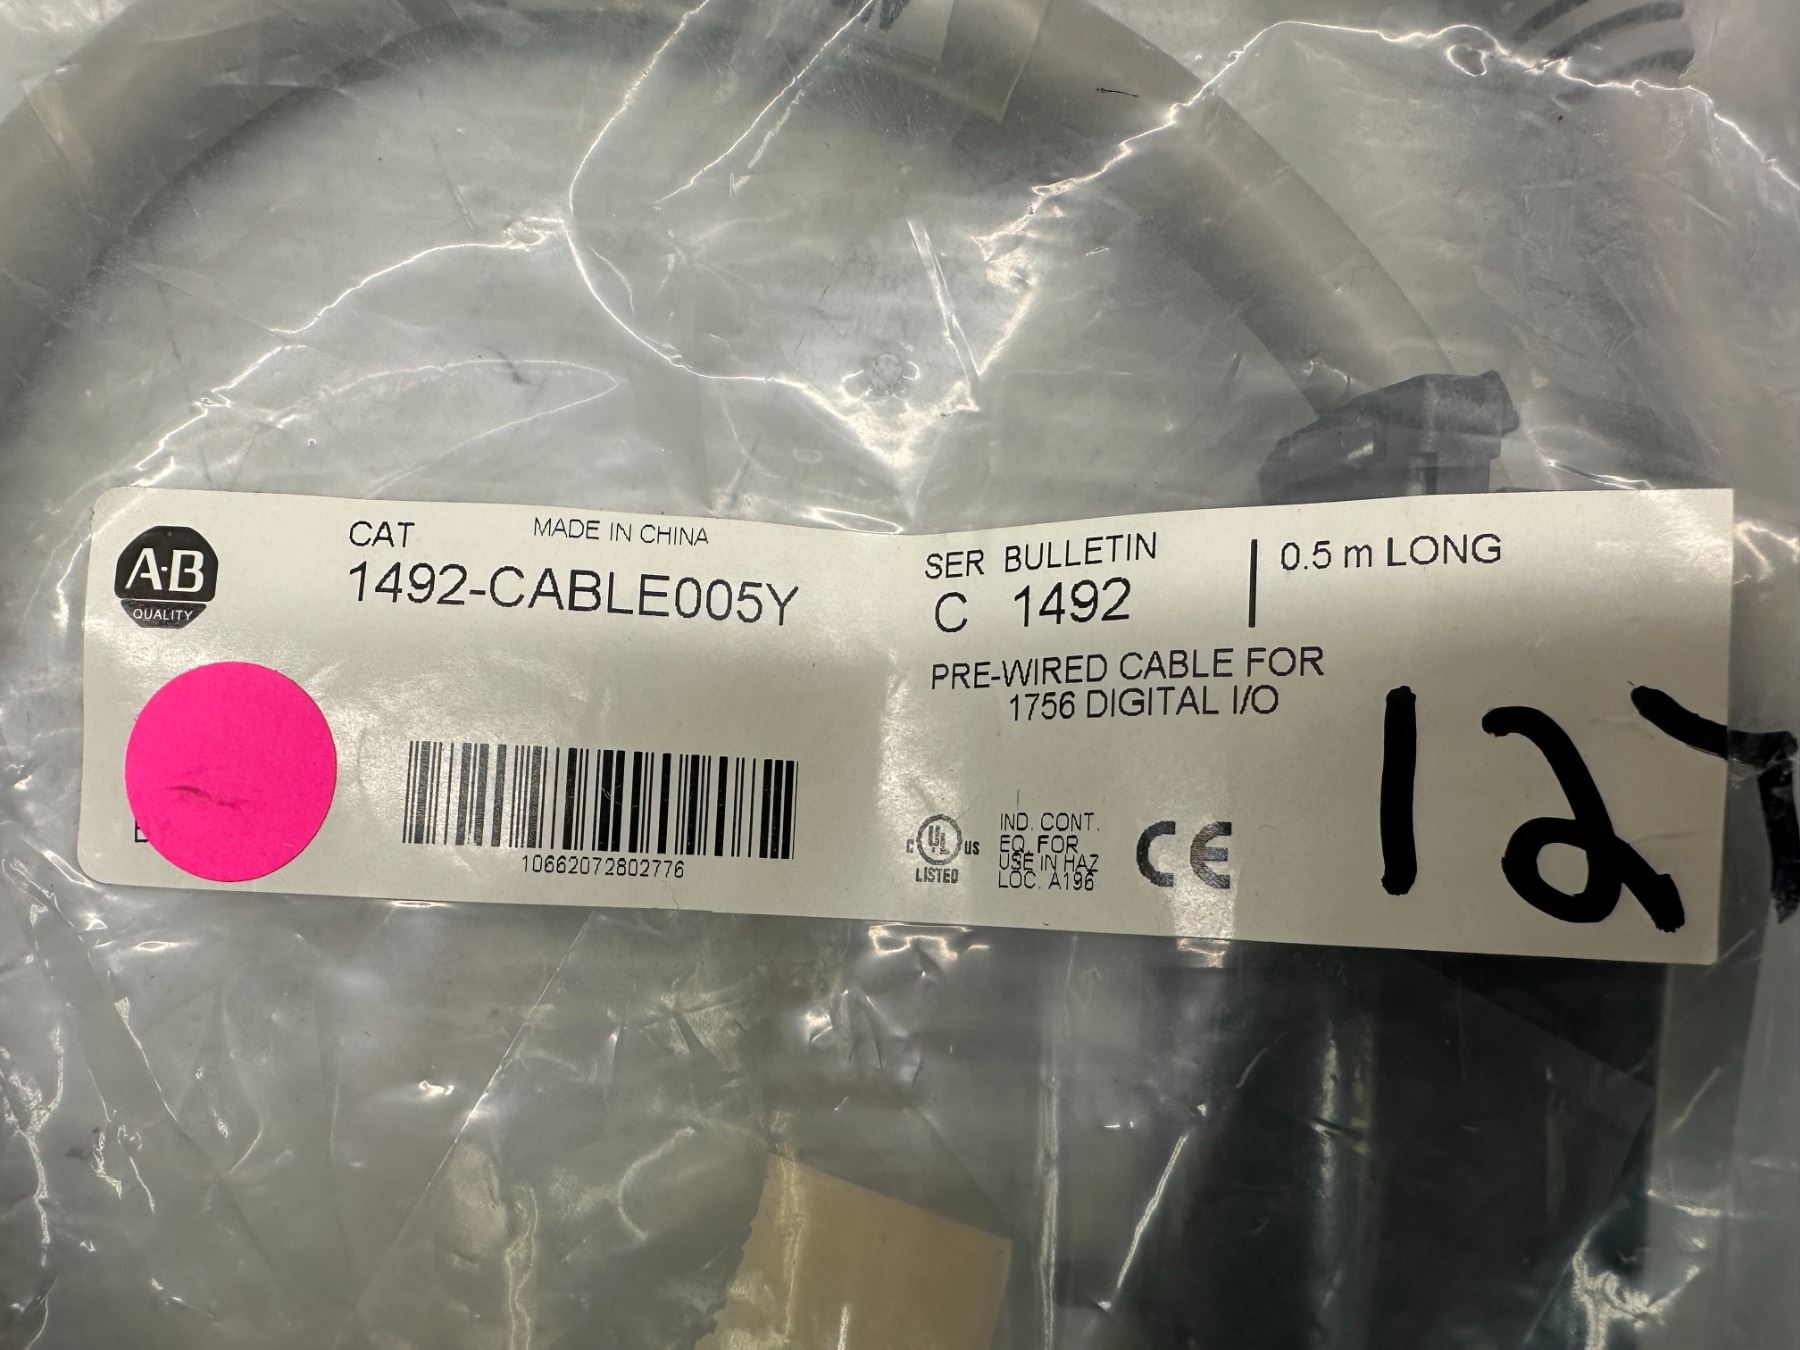 A·B
QUALITY
CAT
MADE IN CHINA
1492-CABLE005Y
SER BULLETIN
C 1492
0.5 m LONG
PRE-WIRED CABLE FOR
1756 DIGITAL I/O
10662072802776
C UL US
LISTED
IND. CONT.
EQ. FOR
USE IN HAZ
LOC. A196
CE
12